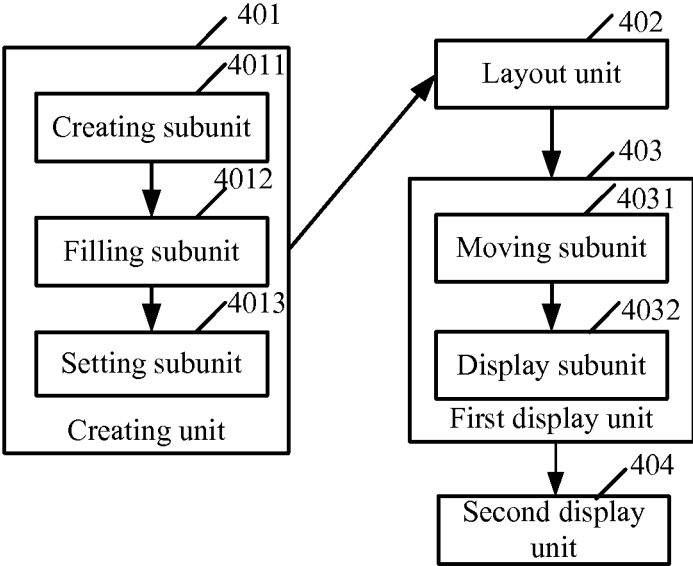 401
4011
Creating subunit
4012
Filling subunit
4013
Setting subunit
Creating unit
402
Layout unit
403
4031
Moving subunit
4032
Display subunit
First display unit
404
Second display
unit